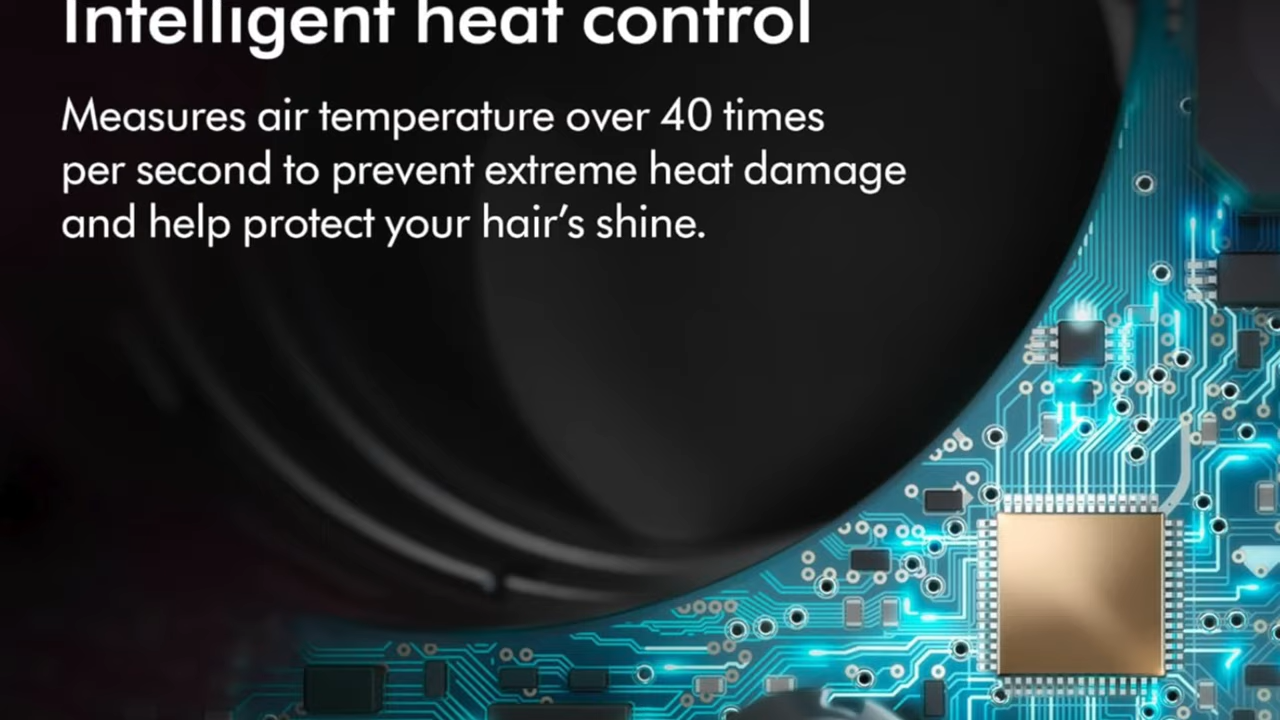 Intelligent heat control
Measures air temperature over 40 times
per second to prevent extreme heat damage
and help protect your hair’s shine.